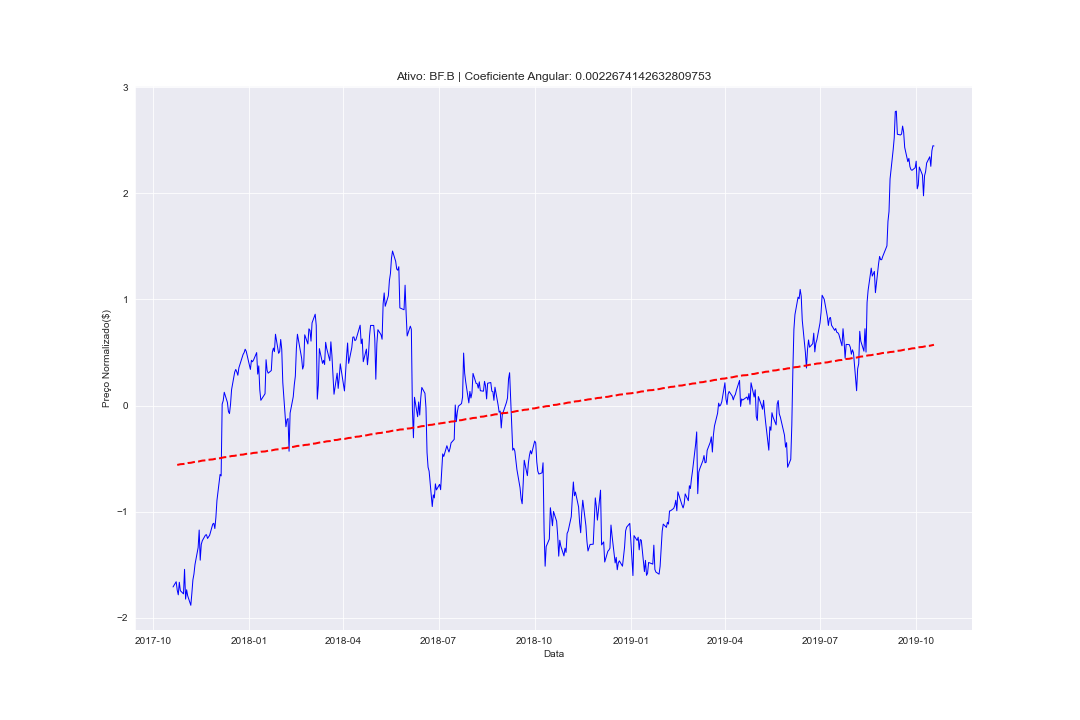 Ativo: BF.B | Coeficiente Angular: 0.0022674142632809753
Preço Normalizado($)
3
2
1
0
−1
−2
2017-10 2018-01 2018-04 2018-07 2018-10 2019-01 2019-04 2019-07 2019-10
Data